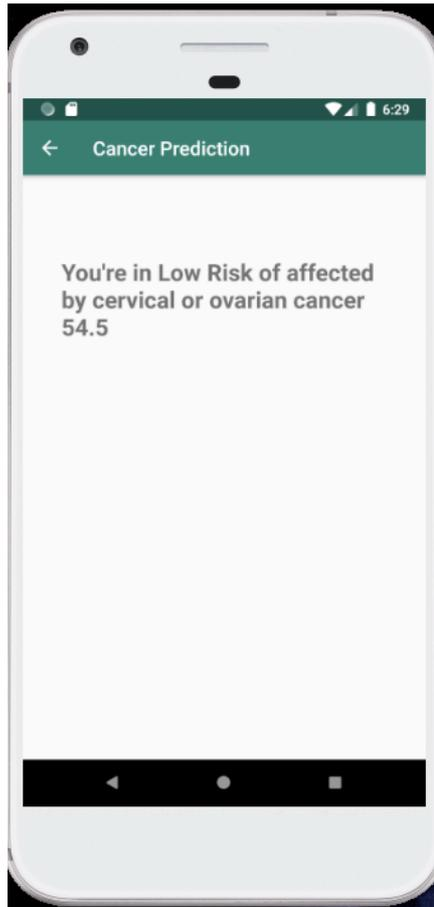 6:29
Cancer Prediction
You're in Low Risk of affected
by cervical or ovarian cancer
54.5